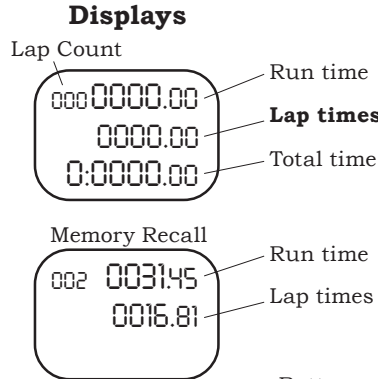 Displays
Lap Count
000 0000.00 Run time
0000.00 Lap times
0:0000.00 Total time
Memory Recall
002 0031.45 Run time
0016.81 Lap times